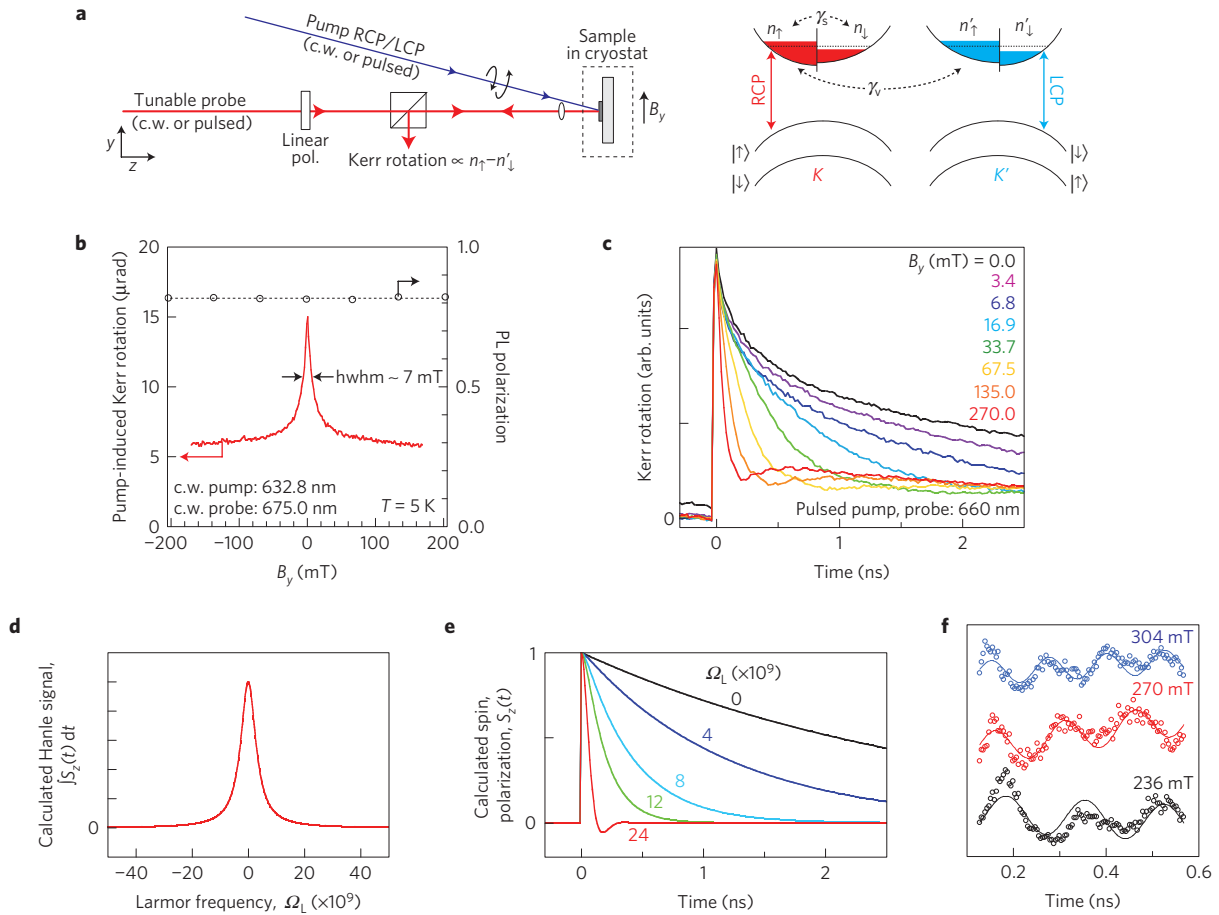 a
Pump RCP/LCP
(c.w. or pulsed)
Sample
in cryostat
Tunable probe
(c.w. or pulsed)
B_y
y
z
Linear
pol.
Kerr rotation ∝ n↑−n′↓
n↑
γ_s
n↓
n′↑
n′↓
γ_v
RCP
LCP
|↑⟩
|↓⟩
K
K′
|↓⟩
|↑⟩
b
20
15
10
5
0
Pump-induced Kerr rotation (μrad)
1.0
0.5
0.0
PL polarization
hwhm ~ 7 mT
c.w. pump: 632.8 nm
c.w. probe: 675.0 nm
T = 5 K
−200
−100
0
100
200
B_y (mT)
c
B_y (mT) = 0.0
3.4
6.8
16.9
33.7
67.5
135.0
270.0
Kerr rotation (arb. units)
0
Pulsed pump, probe: 660 nm
0
1
2
Time (ns)
d
Calculated Hanle signal,
∫S_z(t) dt
0
−40
−20
0
20
40
Larmor frequency, Ω_L (×10⁹)
e
Calculated spin,
polarization, S_z(t)
1
0
Ω_L (×10⁹)
0
4
8
12
24
0
1
2
Time (ns)
f
304 mT
270 mT
236 mT
0.2
0.4
0.6
Time (ns)